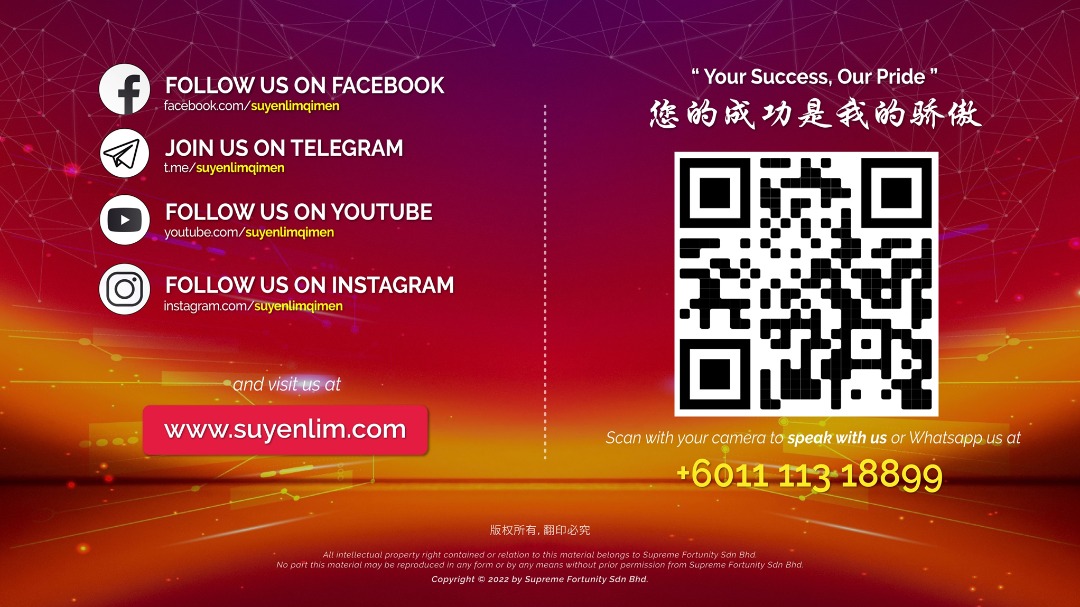 FOLLOW US ON FACEBOOK
facebook.com/suyenlimqimen
JOIN US ON TELEGRAM
t.me/suyenlimqimen
FOLLOW US ON YOUTUBE
youtube.com/suyenlimqimen
FOLLOW US ON INSTAGRAM
instagram.com/suyenlimqimen
and visit us at
www.suyenlim.com
“ Your Success, Our Pride ”
您的成功是我的骄傲
Scan with your camera to speak with us or Whatsapp us at
+6011 113 18899
版权所有, 翻印必究
All intellectual property right contained or relation to this material belongs to Supreme Fortunity Sdn Bhd.
No part this material may be reproduced in any form or by any means without prior permission from Supreme Fortunity Sdn Bhd.
Copyright © 2022 by Supreme Fortunity Sdn Bhd.